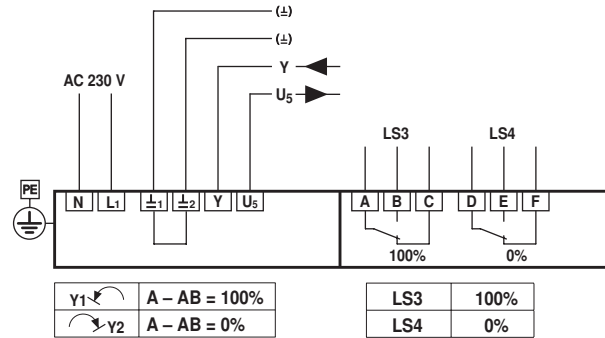 (⊥)
(⊥)
Y
U5
AC 230 V
LS3 LS4
PE
N L1 ⊥1 ⊥2 Y U5 A B C D E F
100% 0%
Y1 A – AB = 100%
Y2 A – AB = 0%
LS3 100%
LS4 0%